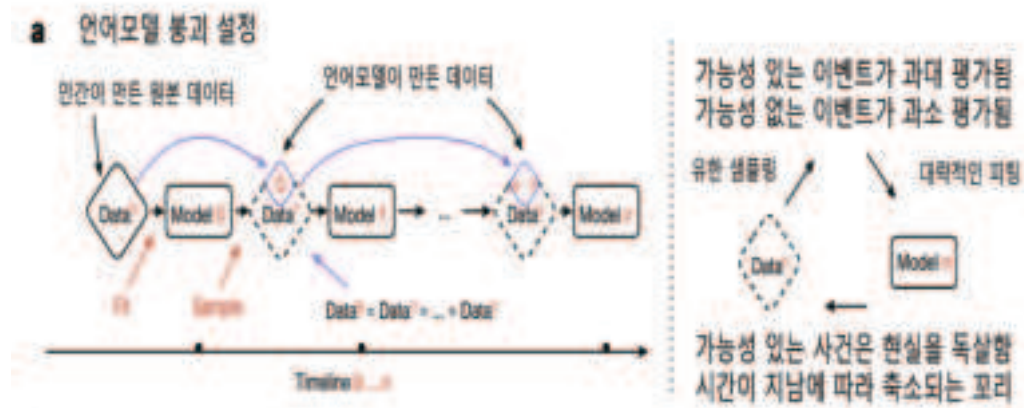 a 언어모델 붕괴 설정
인간이 만든 원본 데이터
언어모델이 만든 데이터
Data
Model 0
Data
Model 1
...
Data
Model
Fit
Sample
Timeline
가능성 있는 이벤트가 과대 평가됨
가능성 없는 이벤트가 과소 평가됨
유한 샘플링
대략적인 피팅
Data
Model
가능성 있는 사건은 현실을 독살함
시간이 지남에 따라 축소되는 꼬리